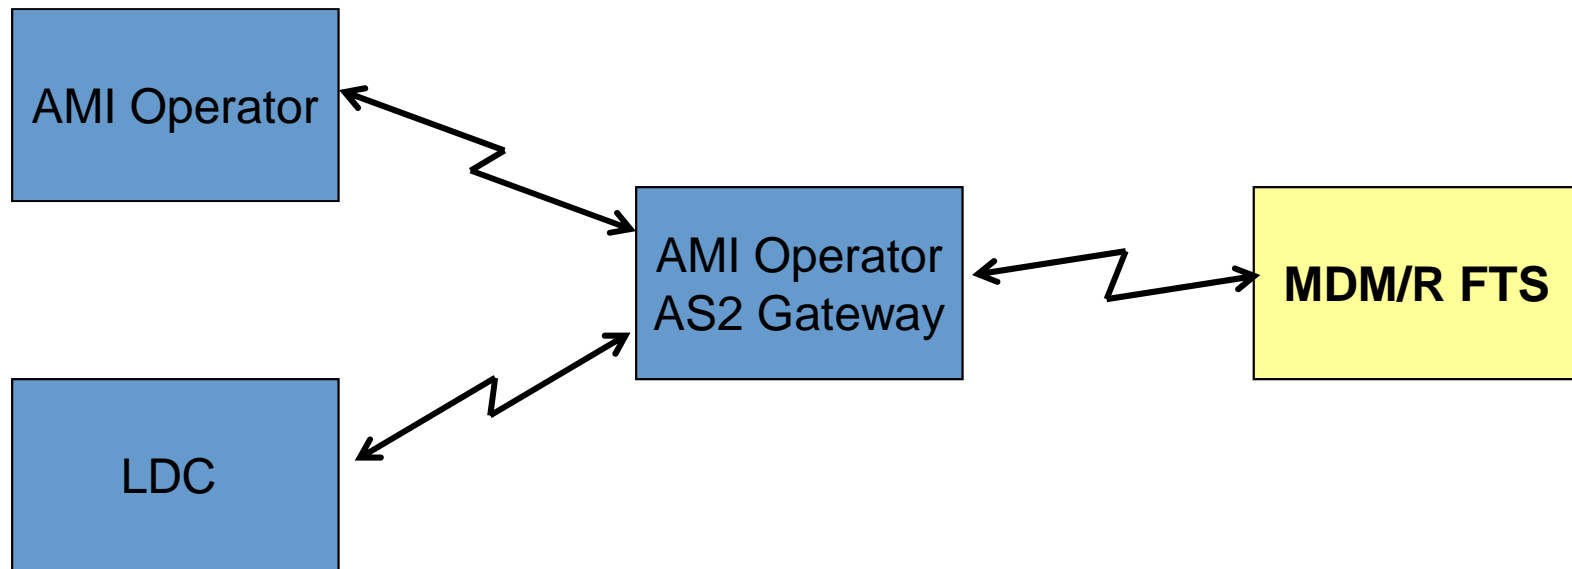 AMI Operator
AMI Operator
AS2 Gateway
MDM/R FTS
LDC